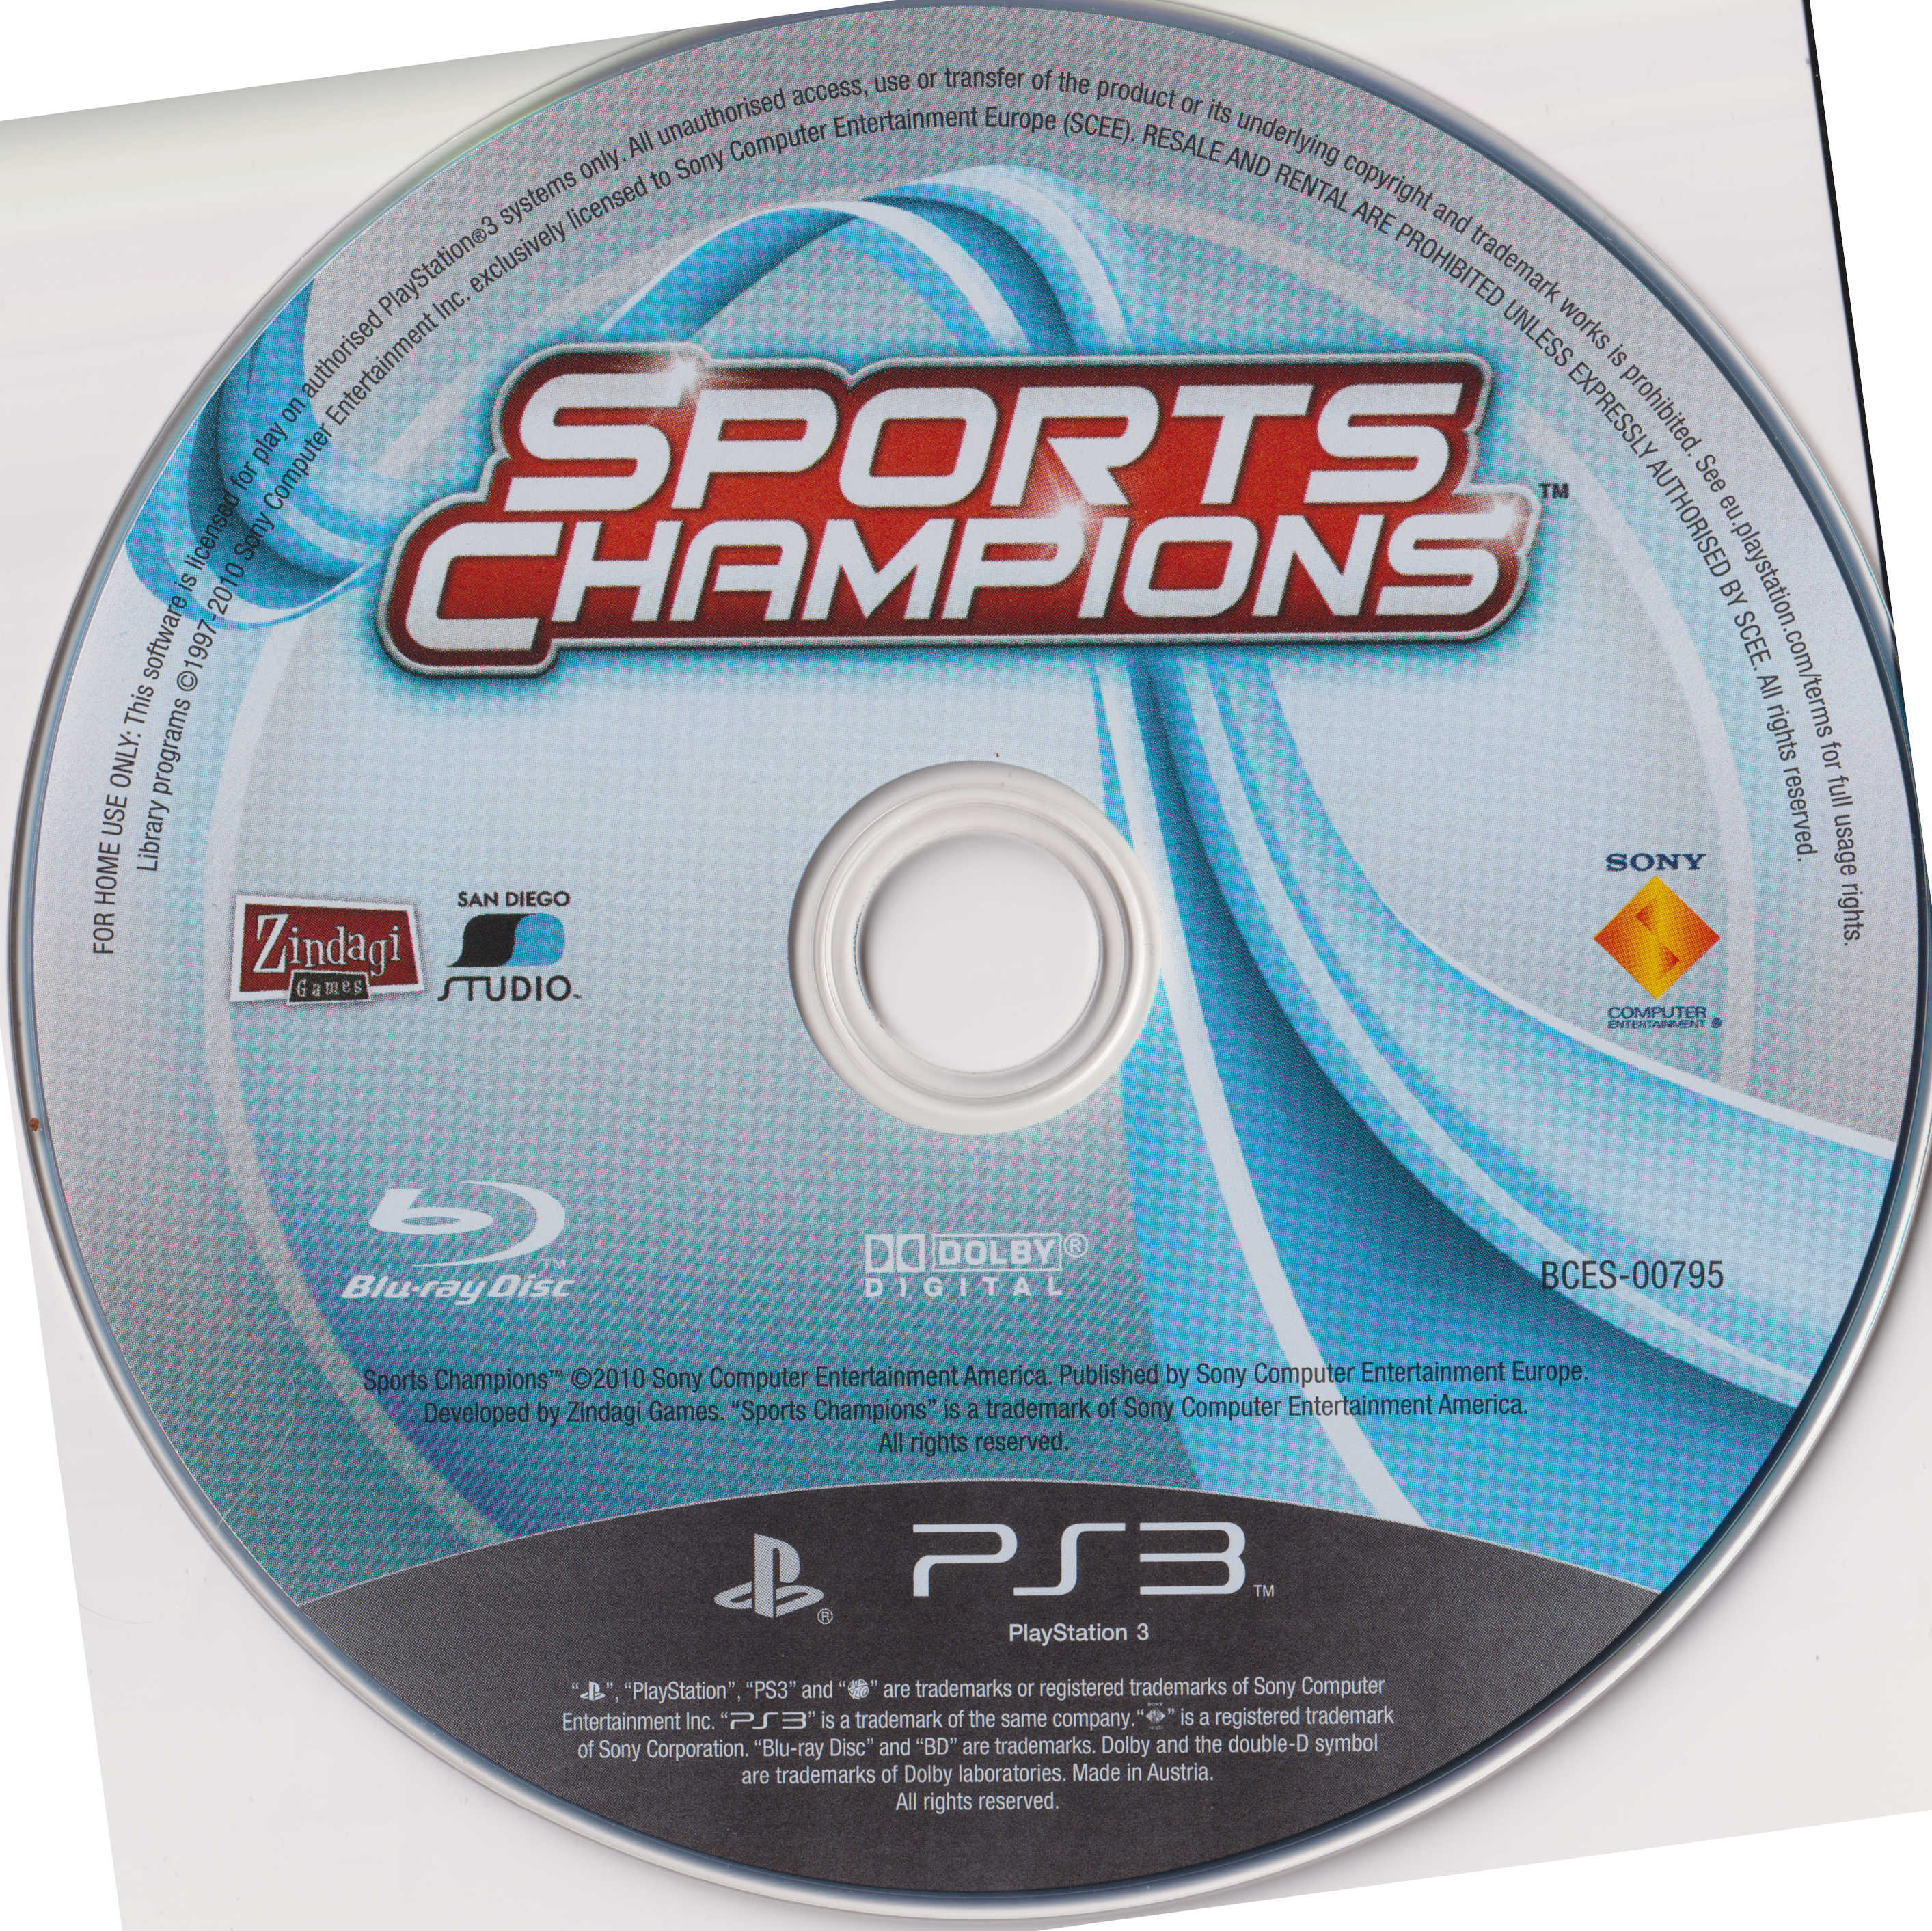 FOR HOME USE ONLY: This software is licensed for play on authorised PlayStation®3 systems only. All unauthorised access, use or transfer of the product or its underlying copyright and trademark works is prohibited. See eu.playstation.com/terms for full usage rights.
Library programs ©1997-2010 Sony Computer Entertainment Inc. exclusively licensed to Sony Computer Entertainment Europe (SCEE). RESALE AND RENTAL ARE PROHIBITED UNLESS EXPRESSLY AUTHORISED BY SCEE. All rights reserved.
SPORTS
CHAMPIONS™
Zindagi
Games
SAN DIEGO
STUDIO™
SONY
COMPUTER
ENTERTAINMENT ®
Blu-ray Disc™
DOLBY®
DIGITAL
BCES-00795
Sports Champions™ ©2010 Sony Computer Entertainment America. Published by Sony Computer Entertainment Europe.
Developed by Zindagi Games. “Sports Champions” is a trademark of Sony Computer Entertainment America.
All rights reserved.
® PS3™
PlayStation 3
“ ”, “PlayStation”, “PS3” and “ ” are trademarks or registered trademarks of Sony Computer
Entertainment Inc. “PS3” is a trademark of the same company. “ ” is a registered trademark
of Sony Corporation. “Blu-ray Disc” and “BD” are trademarks. Dolby and the double-D symbol
are trademarks of Dolby laboratories. Made in Austria.
All rights reserved.